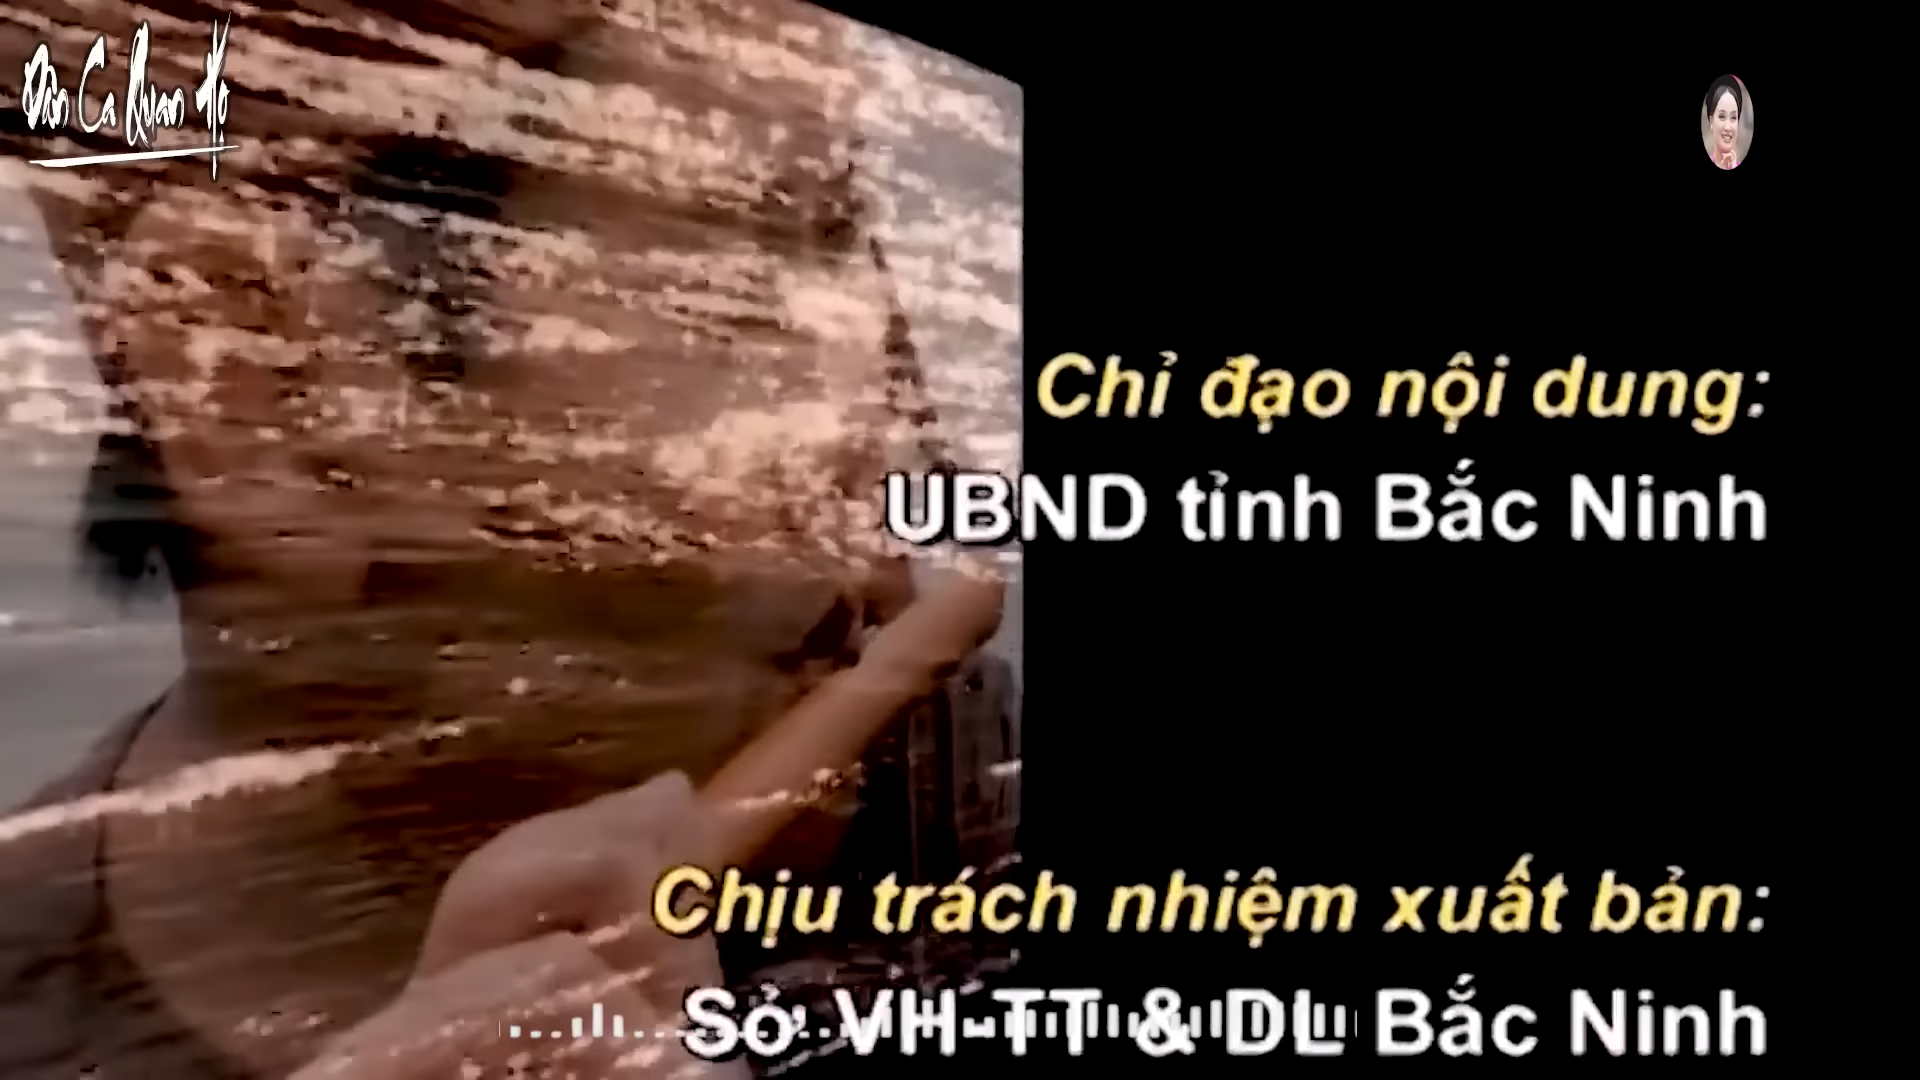 Dân Ca Quan Họ
Chỉ đạo nội dung:
UBND tỉnh Bắc Ninh
Chịu trách nhiệm xuất bản:
Sở VH-TT & DL Bắc Ninh